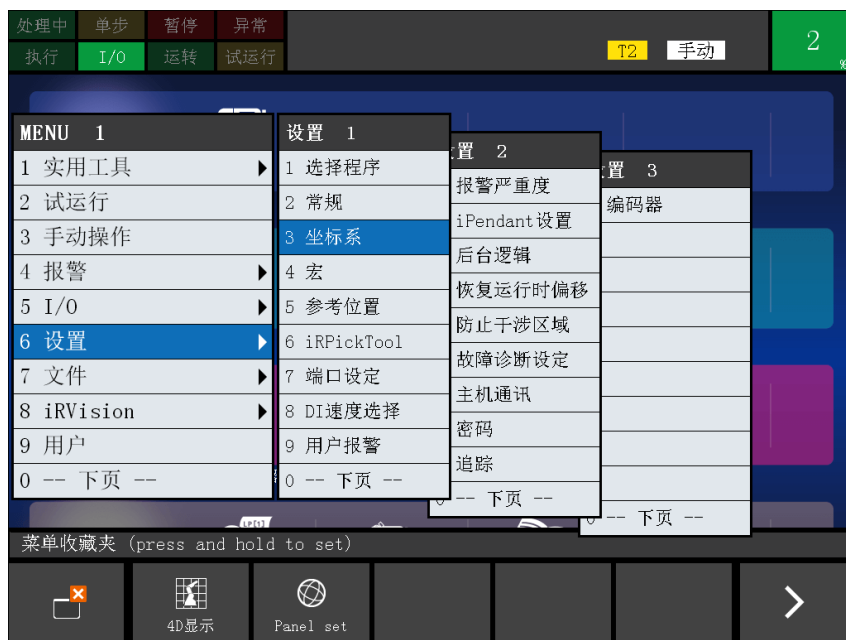 处理中 单步 暂停 异常
执行 I/O 运转 试运行
T2 手动
2
%
MENU 1
1 实用工具
2 试运行
3 手动操作
4 报警
5 I/O
6 设置
7 文件
8 iRVision
9 用户
0 -- 下页 --
设置 1
1 选择程序
2 常规
3 坐标系
4 宏
5 参考位置
6 iRPickTool
7 端口设定
8 DI速度选择
9 用户报警
0 -- 下页 --
置 2
报警严重度
iPendant设置
后台逻辑
恢复运行时偏移
防止干涉区域
故障诊断设定
主机通讯
密码
追踪
0 -- 下页 --
置 3
编码器
0 -- 下页 --
菜单收藏夹 (press and hold to set)
4D显示
Panel set